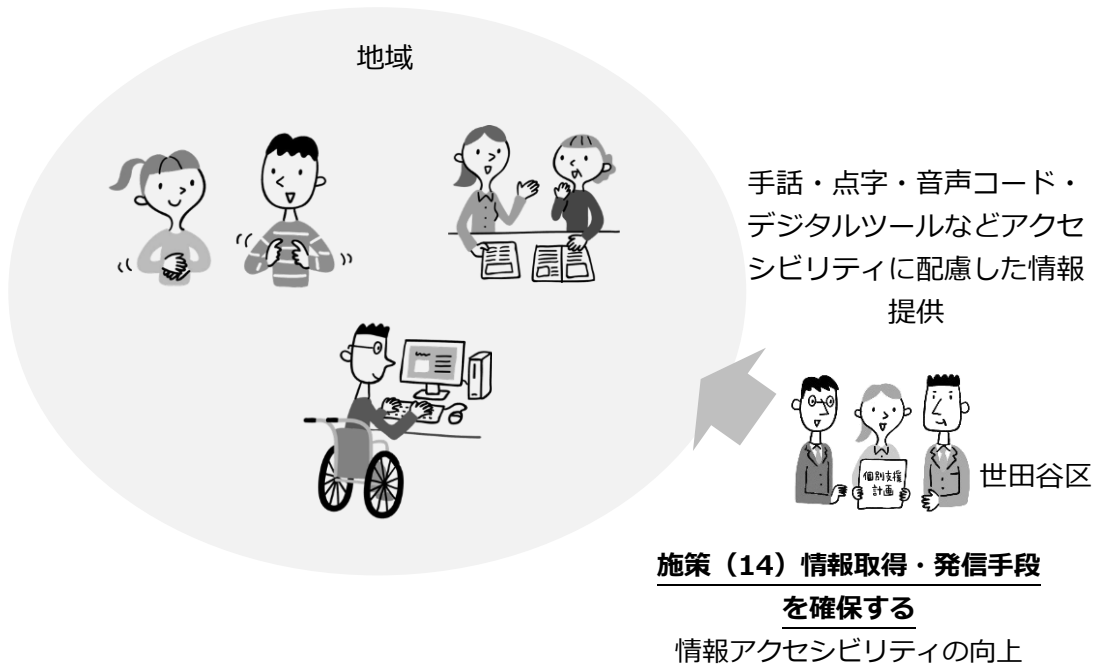 地域
手話・点字・音声コード・
デジタルツールなどアクセ
シビリティに配慮した情報
提供
個別支援
計画
世田谷区
施策（14）情報取得・発信手段
を確保する
情報アクセシビリティの向上